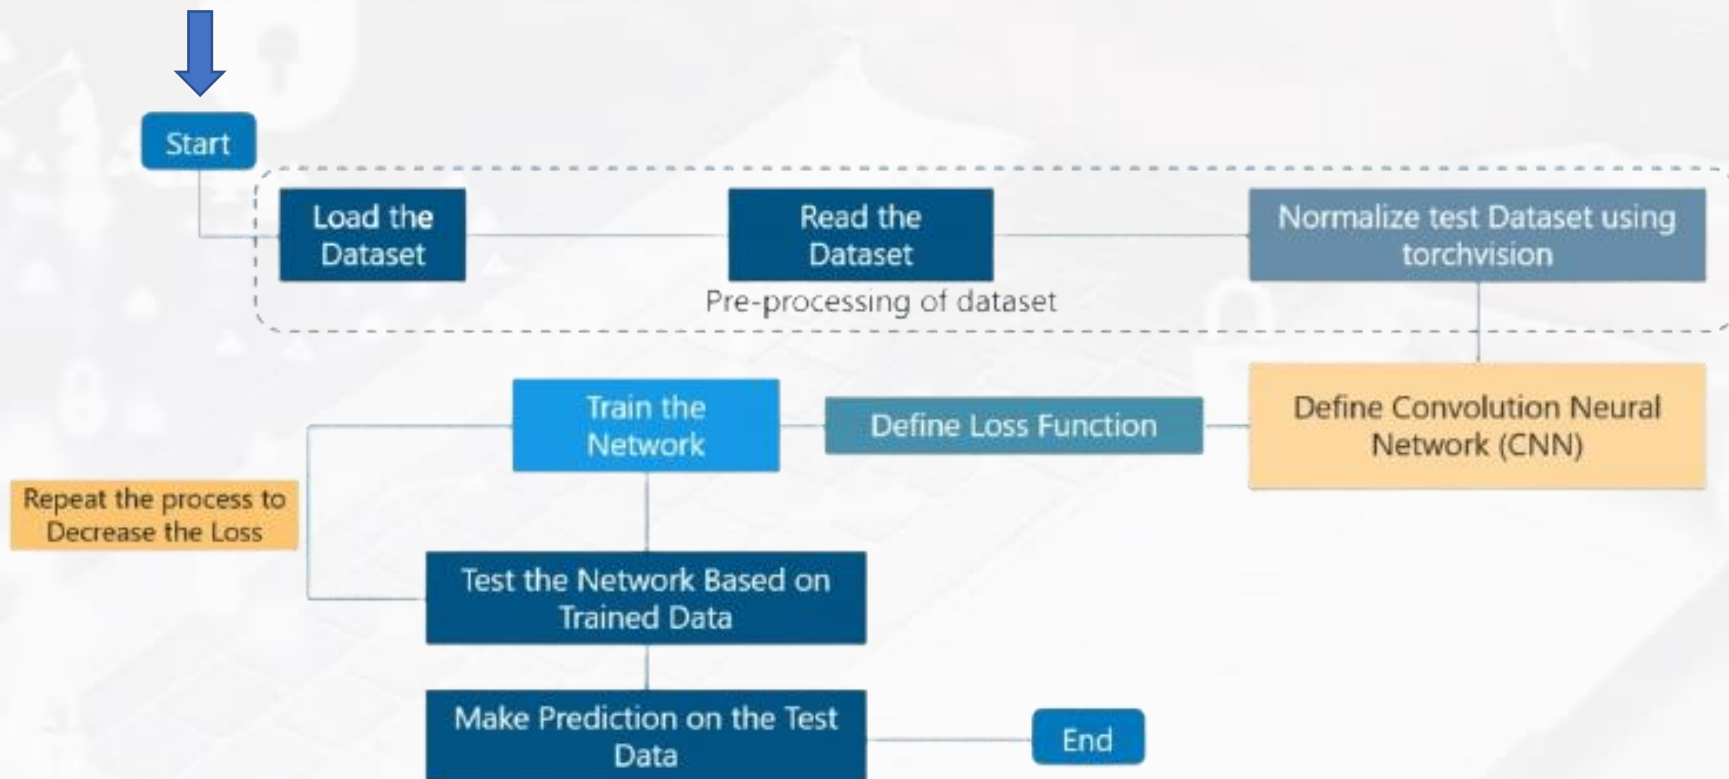 Start
Load the
Dataset
Read the
Dataset
Normalize test Dataset using
torchvision
Pre-processing of dataset
Define Convolution Neural
Network (CNN)
Define Loss Function
Train the
Network
Repeat the process to
Decrease the Loss
Test the Network Based on
Trained Data
Make Prediction on the Test
Data
End